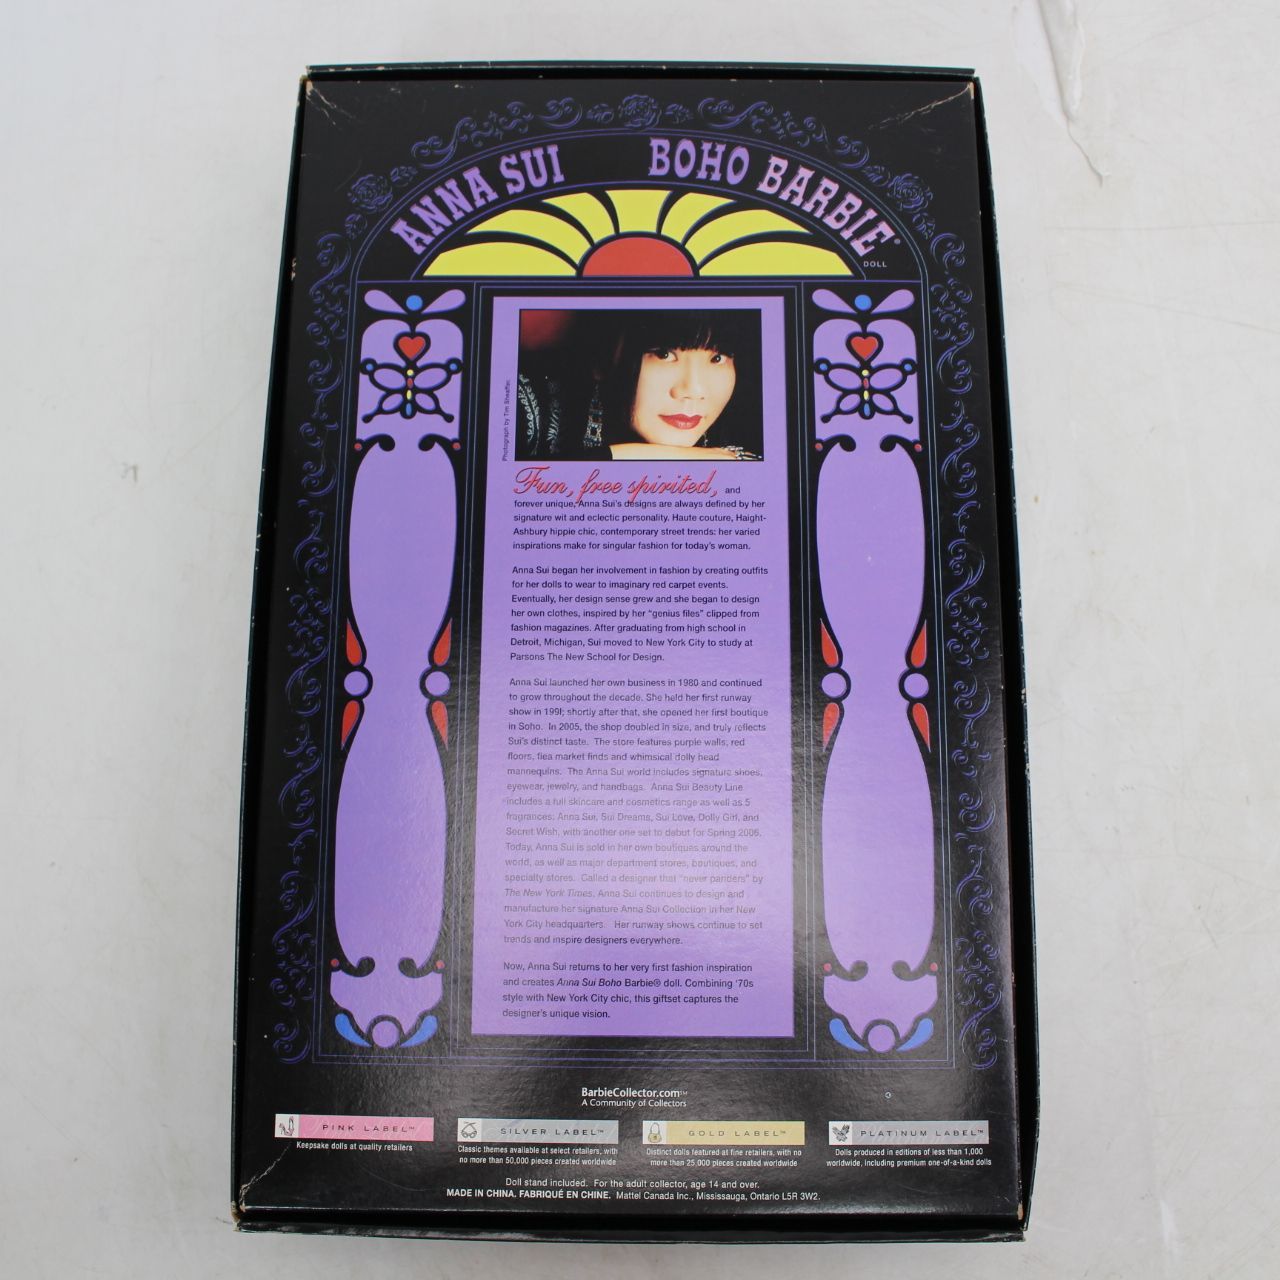 ANNA SUI BOHO BARBIE®
DOLL
Photograph by Tim Sheaffer.
Fun, free spirited, and
forever unique, Anna Sui's designs are always defined by her
signature wit and eclectic personality. Haute couture, Haight-
Ashbury hippie chic, contemporary street trends: her varied
inspirations make for singular fashion for today's woman.
Anna Sui began her involvement in fashion by creating outfits
for her dolls to wear to imaginary red carpet events.
Eventually, her design sense grew and she began to design
her own clothes, inspired by her "genius files" clipped from
fashion magazines. After graduating from high school in
Detroit, Michigan, Sui moved to New York City to study at
Parsons The New School for Design.
Anna Sui launched her own business in 1980 and continued
to grow throughout the decade. She held her first runway
show in 1991; shortly after that, she opened her first boutique
in Soho. In 2005, the shop doubled in size, and truly reflects
Sui's distinct taste. The store features purple walls, red
floors, flea market finds and whimsical dolly head
mannequins. The Anna Sui world includes signature shoes,
eyewear, jewelry, and handbags. Anna Sui Beauty Line
includes a full skincare and cosmetics range as well as 5
fragrances: Anna Sui, Sui Dreams, Sui Love, Dolly Girl, and
Secret Wish, with another one set to debut for Spring 2006.
Today, Anna Sui is sold in her own boutiques around the
world, as well as major department stores, boutiques, and
specialty stores. Called a designer that "never panders" by
The New York Times, Anna Sui continues to design and
manufacture her signature Anna Sui Collection in her New
York City headquarters. Her runway shows continue to set
trends and inspire designers everywhere.
Now, Anna Sui returns to her very first fashion inspiration
and creates Anna Sui Boho Barbie® doll. Combining '70s
style with New York City chic, this giftset captures the
designer's unique vision.
BarbieCollector.com℠
A Community of Collectors
PINK LABEL™
Keepsake dolls at quality retailers
SILVER LABEL™
Classic themes available at select retailers, with
no more than 50,000 pieces created worldwide
GOLD LABEL™
Distinct dolls featured at fine retailers, with no
more than 25,000 pieces created worldwide
PLATINUM LABEL™
Dolls produced in editions of less than 1,000
worldwide, including premium one-of-a-kind dolls
Doll stand included. For the adult collector, age 14 and over.
MADE IN CHINA. FABRIQUÉ EN CHINE. Mattel Canada Inc., Mississauga, Ontario L5R 3W2.